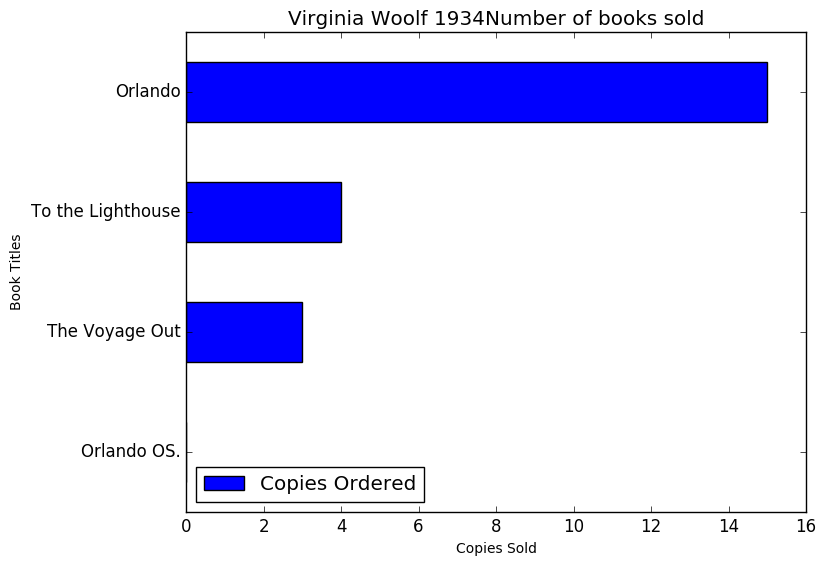 Virginia Woolf 1934Number of books sold
Orlando
To the Lighthouse
The Voyage Out
Orlando OS.
Book Titles
Copies Ordered
0 2 4 6 8 10 12 14 16
Copies Sold